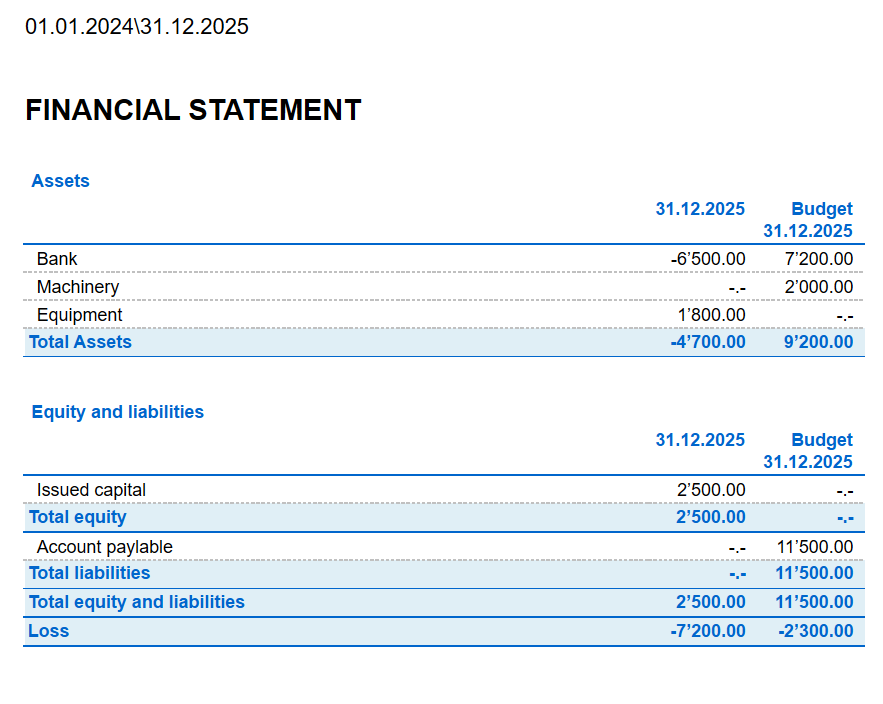 01.01.2024\31.12.2025
FINANCIAL STATEMENT
Assets
31.12.2025 Budget
31.12.2025
Bank -6’500.00 7’200.00
Machinery -.- 2’000.00
Equipment 1’800.00 -.-
Total Assets -4’700.00 9’200.00
Equity and liabilities
31.12.2025 Budget
31.12.2025
Issued capital 2’500.00 -.-
Total equity 2’500.00 -.-
Account paylable -.- 11’500.00
Total liabilities -.- 11’500.00
Total equity and liabilities 2’500.00 11’500.00
Loss -7’200.00 -2’300.00